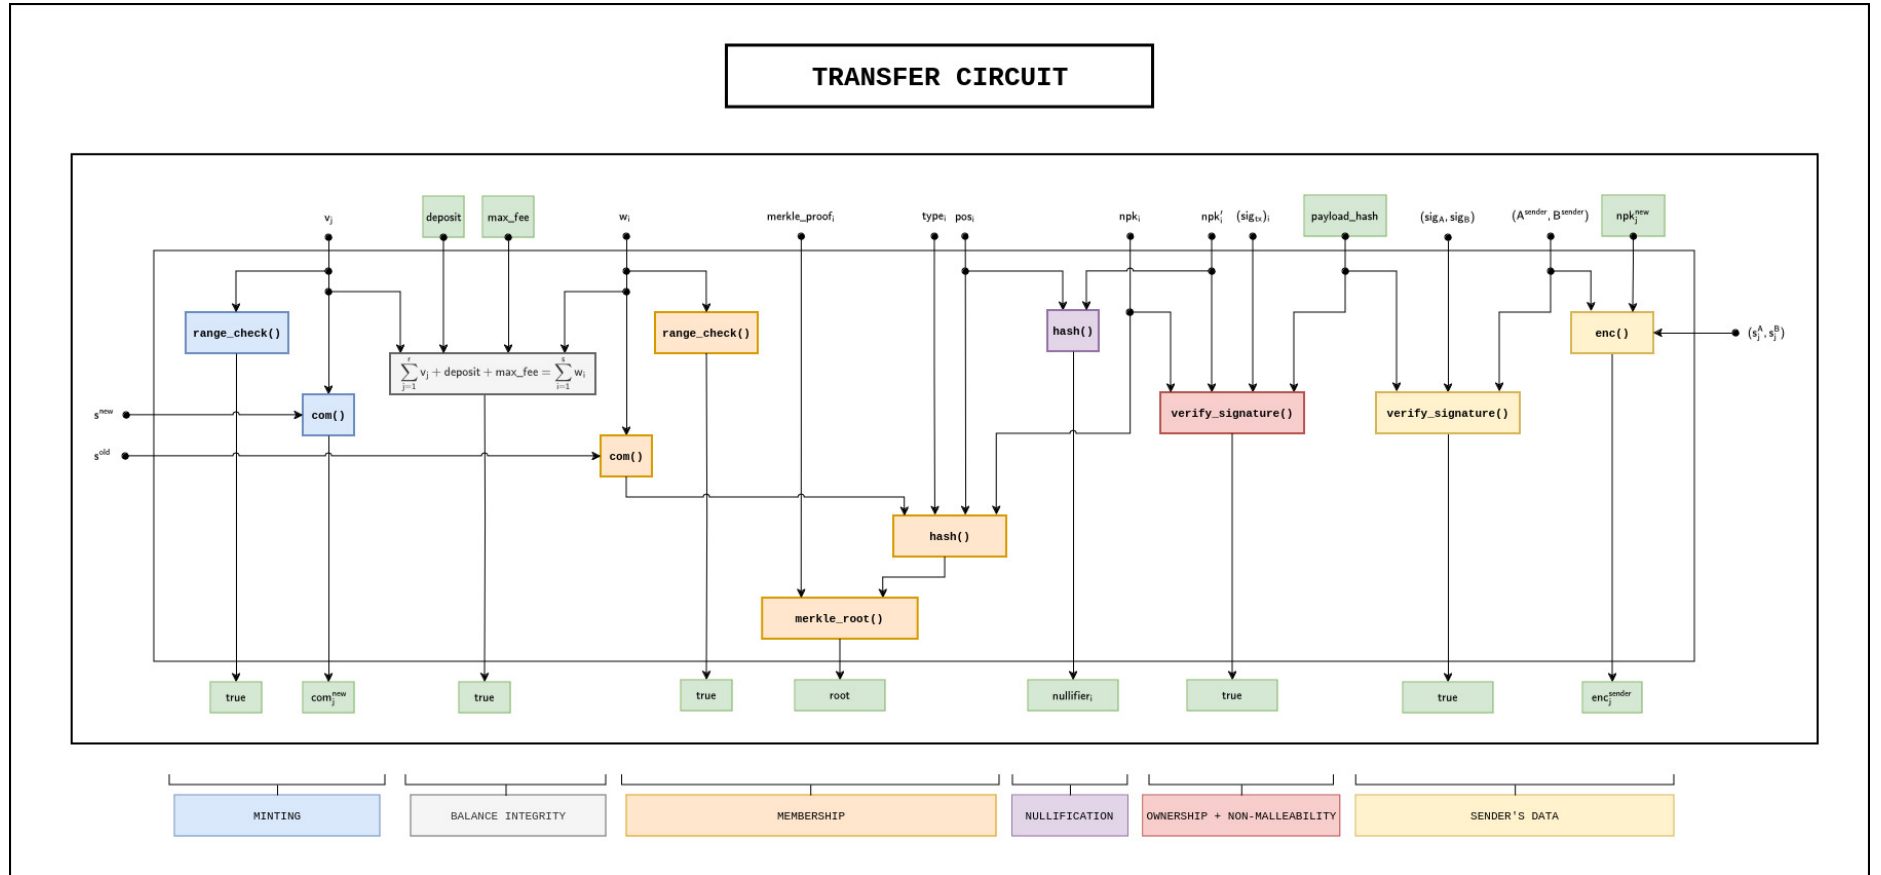 TRANSFER CIRCUIT
v_j
deposit
max_fee
w_i
merkle_proof_i
type_i
pos_i
npk_i
npk'_i
(sig_tx)_i
payload_hash
(sig_A, sig_B)
(A^sender, B^sender)
npk_j^new
range_check()
range_check()
hash()
enc()
(s_j^A, s_j^B)
∑_{j=1}^{r} v_j + deposit + max_fee = ∑_{i=1}^{s} w_i
s^new
com()
verify_signature()
verify_signature()
s^old
com()
hash()
merkle_root()
true
com_j^new
true
true
root
nullifier_i
true
true
enc_j^sender
MINTING
BALANCE INTEGRITY
MEMBERSHIP
NULLIFICATION
OWNERSHIP + NON-MALLEABILITY
SENDER'S DATA